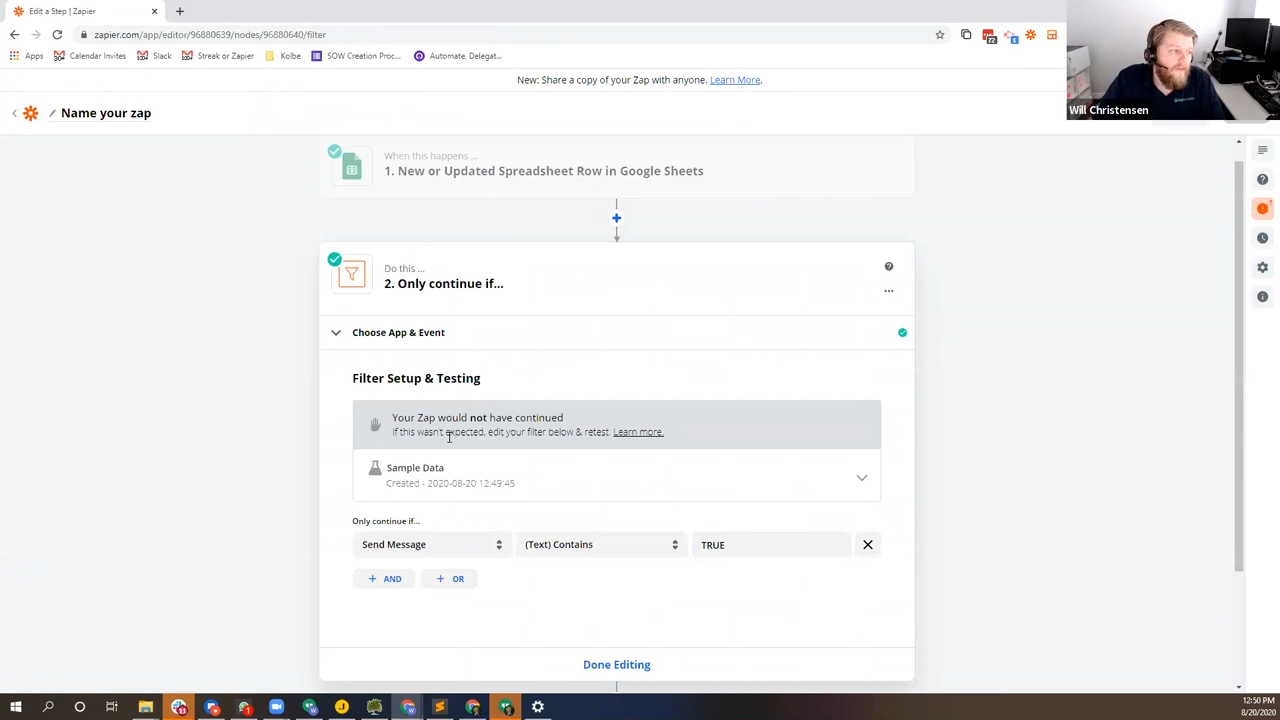 Edit a Step | Zapier
zapier.com/app/editor/96880639/nodes/96880640/filter
Apps
Calendar Invites
Slack
Streak or Zapier
Kolbe
SOW Creation Proc...
Automate, Delegat...
New: Share a copy of your Zap with anyone. Learn More.
Will Christensen
Name your zap
When this happens ...
1. New or Updated Spreadsheet Row in Google Sheets
Do this ...
2. Only continue if...
Choose App & Event
Filter Setup & Testing
Your Zap would not have continued
If this wasn't expected, edit your filter below & retest. Learn more.
Sample Data
Created - 2020-08-20 12:49:45
Only continue if...
Send Message
(Text) Contains
TRUE
+ AND
+ OR
Done Editing
12:50 PM
8/20/2020